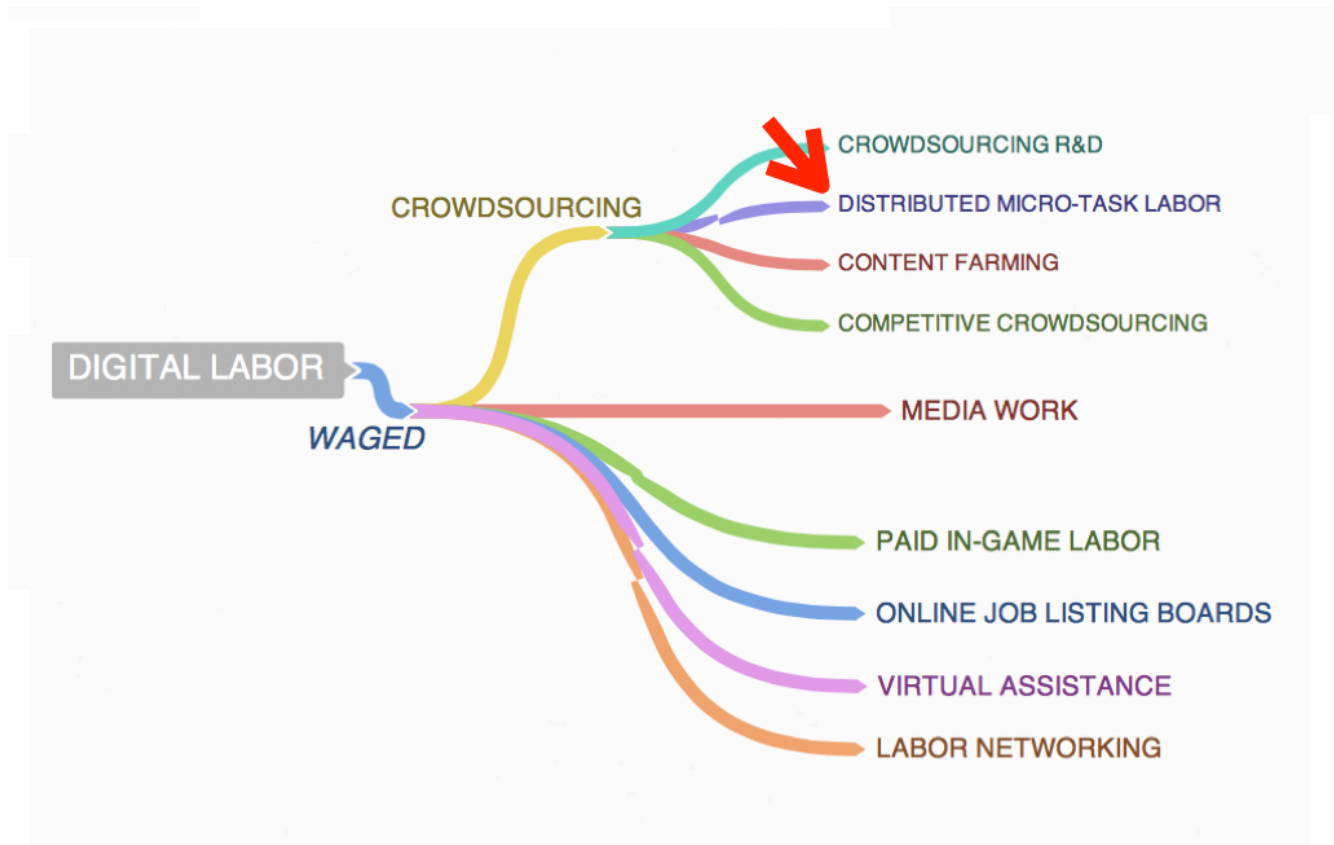 CROWDSOURCING R&D
DISTRIBUTED MICRO-TASK LABOR
CROWDSOURCING
CONTENT FARMING
COMPETITIVE CROWDSOURCING
DIGITAL LABOR
MEDIA WORK
WAGED
PAID IN-GAME LABOR
ONLINE JOB LISTING BOARDS
VIRTUAL ASSISTANCE
LABOR NETWORKING